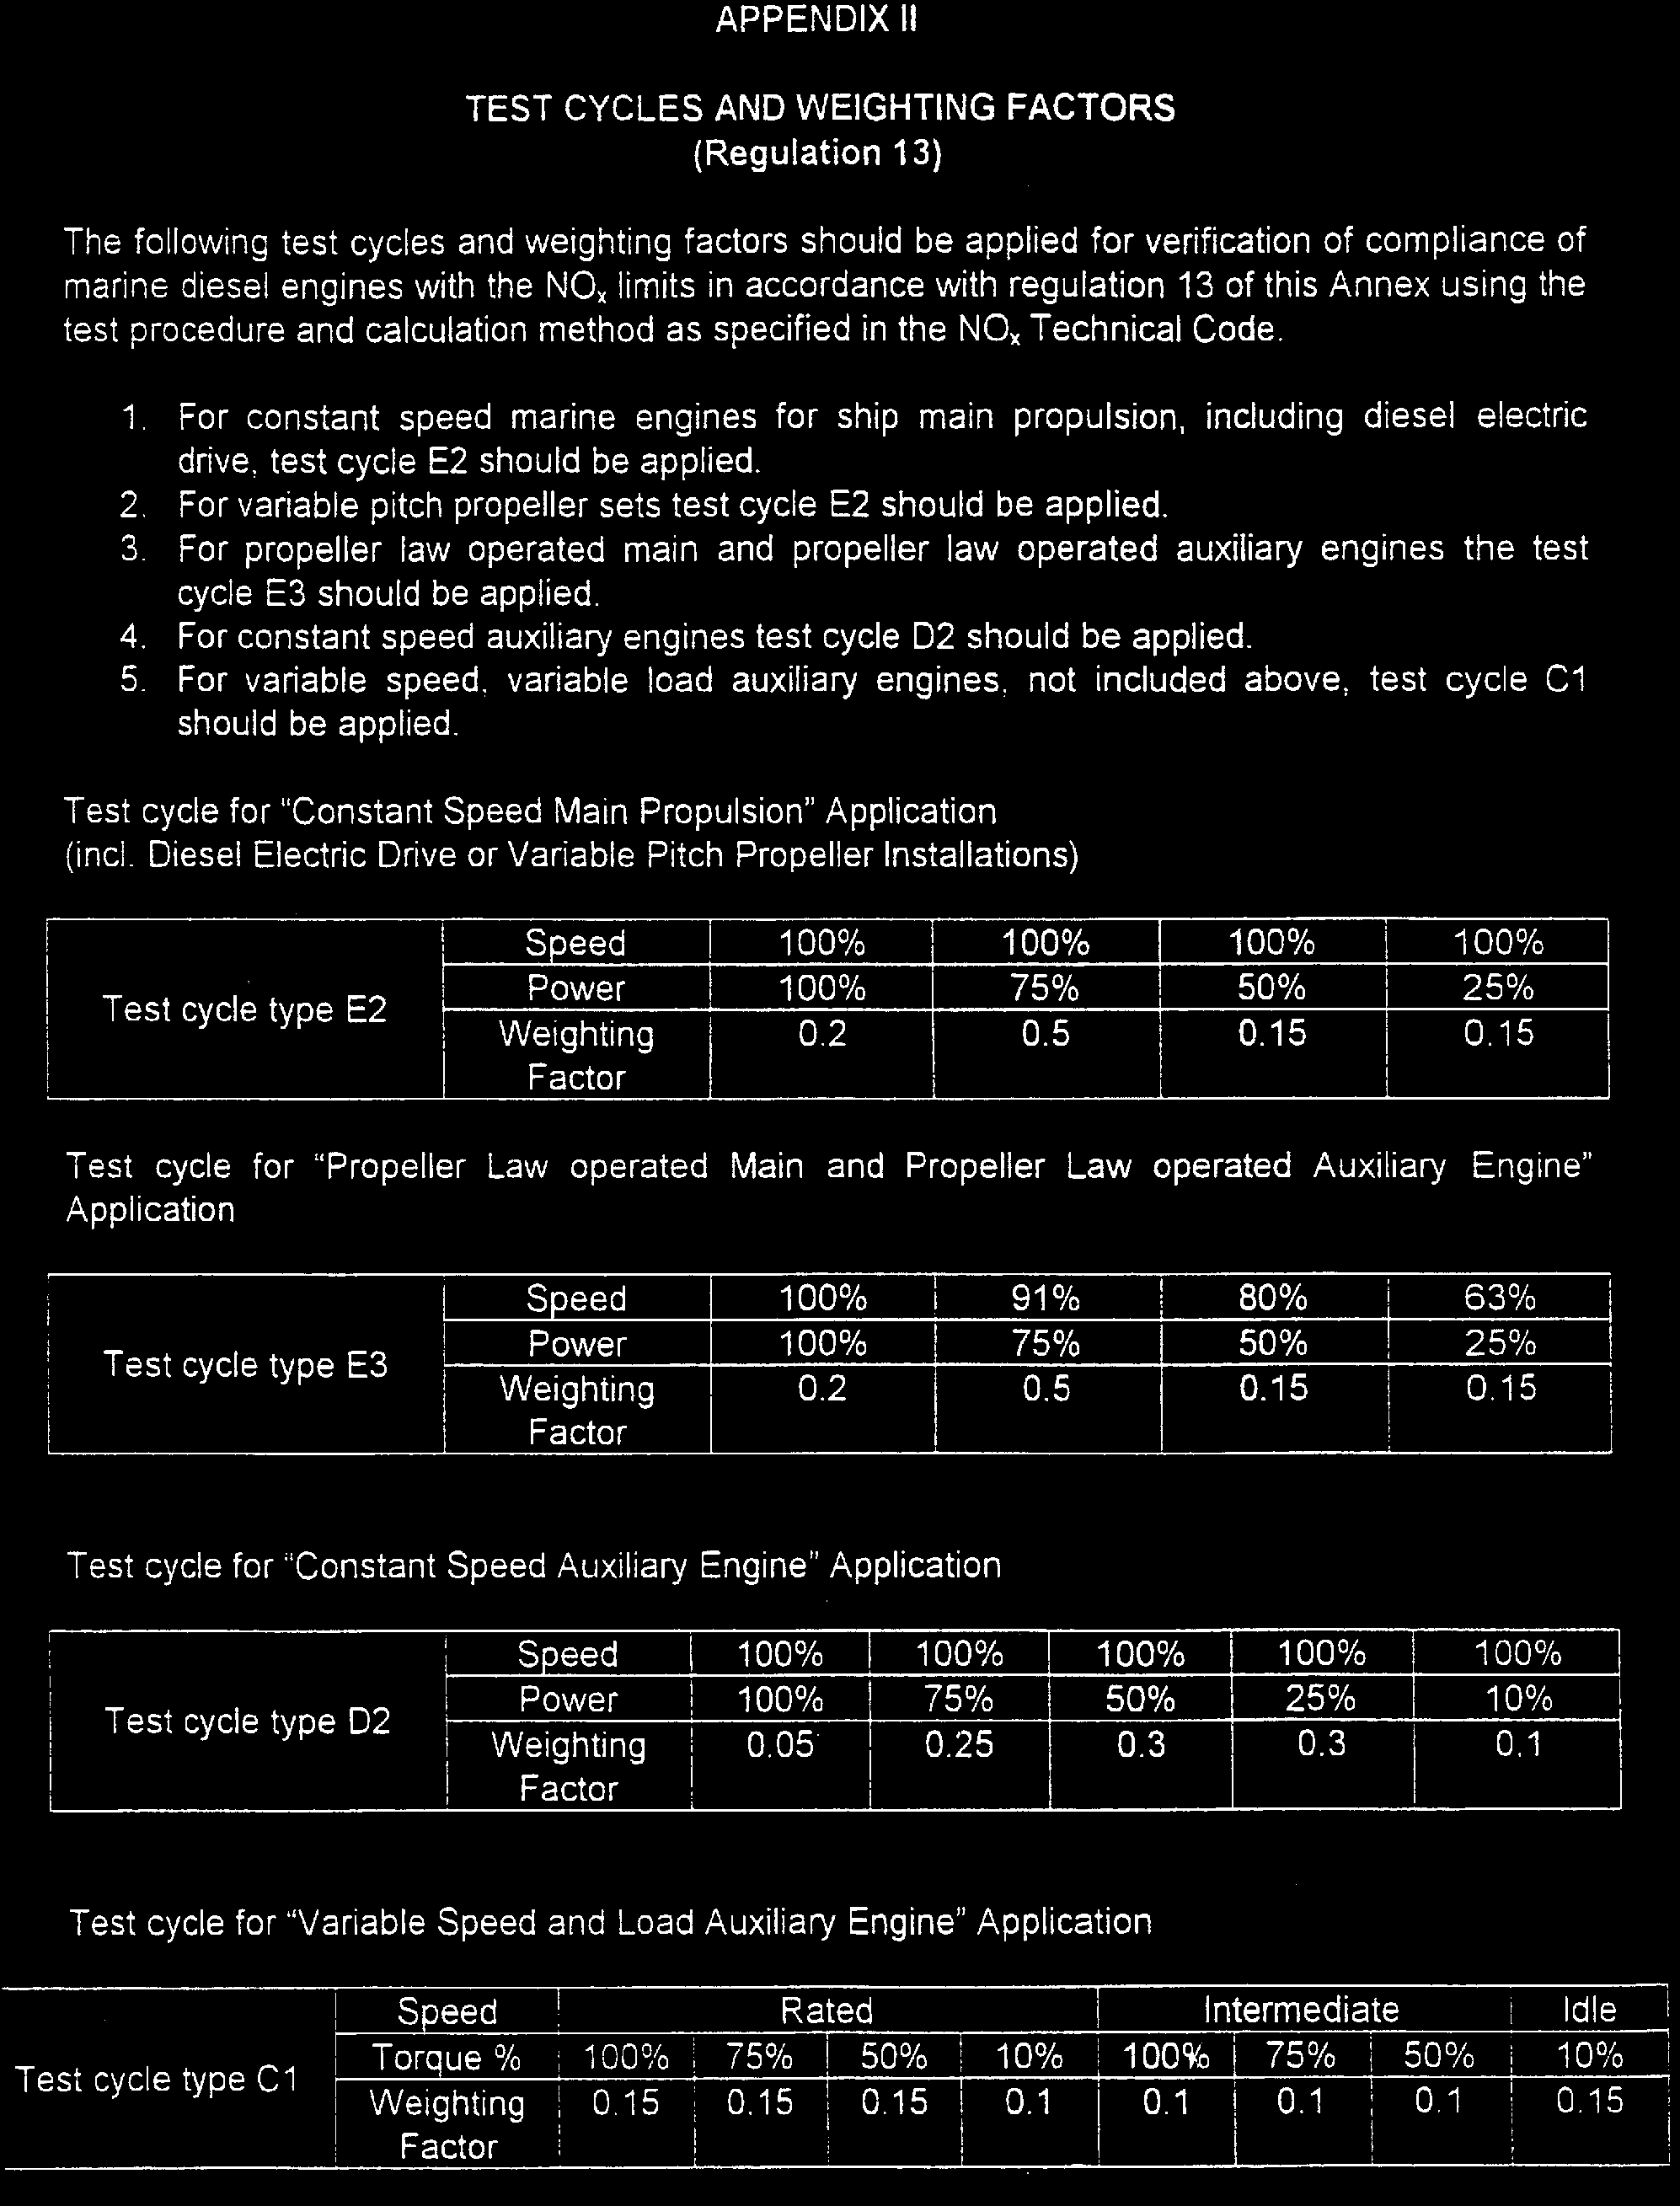 APPENDIX II
TEST CYCLES AND WEIGHTING FACTORS
(Regulation 13)
The following test cycles and weighting factors should be applied for verification of compliance of
marine diesel engines with the NOx limits in accordance with regulation 13 of this Annex using the
test procedure and calculation method as specified in the NOx Technical Code.
1. For constant speed marine engines for ship main propulsion, including diesel electric
drive, test cycle E2 should be applied.
2. For variable pitch propeller sets test cycle E2 should be applied.
3. For propeller law operated main and propeller law operated auxiliary engines the test
cycle E3 should be applied.
4. For constant speed auxiliary engines test cycle D2 should be applied.
5. For variable speed, variable load auxiliary engines, not included above, test cycle C1
should be applied.
Test cycle for "Constant Speed Main Propulsion" Application
(incl. Diesel Electric Drive or Variable Pitch Propeller Installations)
Speed 100% 100% 100% 100%
Test cycle type E2
Power 100% 75% 50% 25%
Weighting 0.2 0.5 0.15 0.15
Factor
Test cycle for "Propeller Law operated Main and Propeller Law operated Auxiliary Engine"
Application
Speed 100% 91% 80% 63%
Test cycle type E3
Power 100% 75% 50% 25%
Weighting 0.2 0.5 0.15 0.15
Factor
Test cycle for "Constant Speed Auxiliary Engine" Application
Speed 100% 100% 100% 100% 100%
Test cycle type D2
Power 100% 75% 50% 25% 10%
Weighting 0.05 0.25 0.3 0.3 0.1
Factor
Test cycle for "Variable Speed and Load Auxiliary Engine" Application
Speed Rated Intermediate Idle
Test cycle type C1
Torque % 100% 75% 50% 10% 100% 75% 50% 10%
Weighting 0.15 0.15 0.15 0.1 0.1 0.1 0.1 0.15
Factor